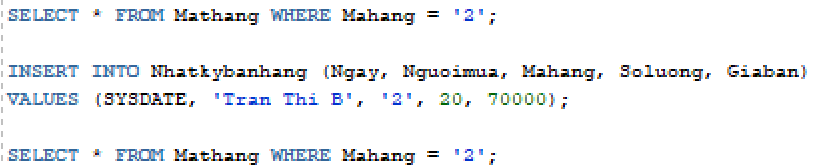 SELECT * FROM Mathang WHERE Mahang = '2';
INSERT INTO Nhatkybanhang (Ngay, Nguoimua, Mahang, Soluong, Giaban)
VALUES (SYSDATE, 'Tran Thi B', '2', 20, 70000);
SELECT * FROM Mathang WHERE Mahang = '2';